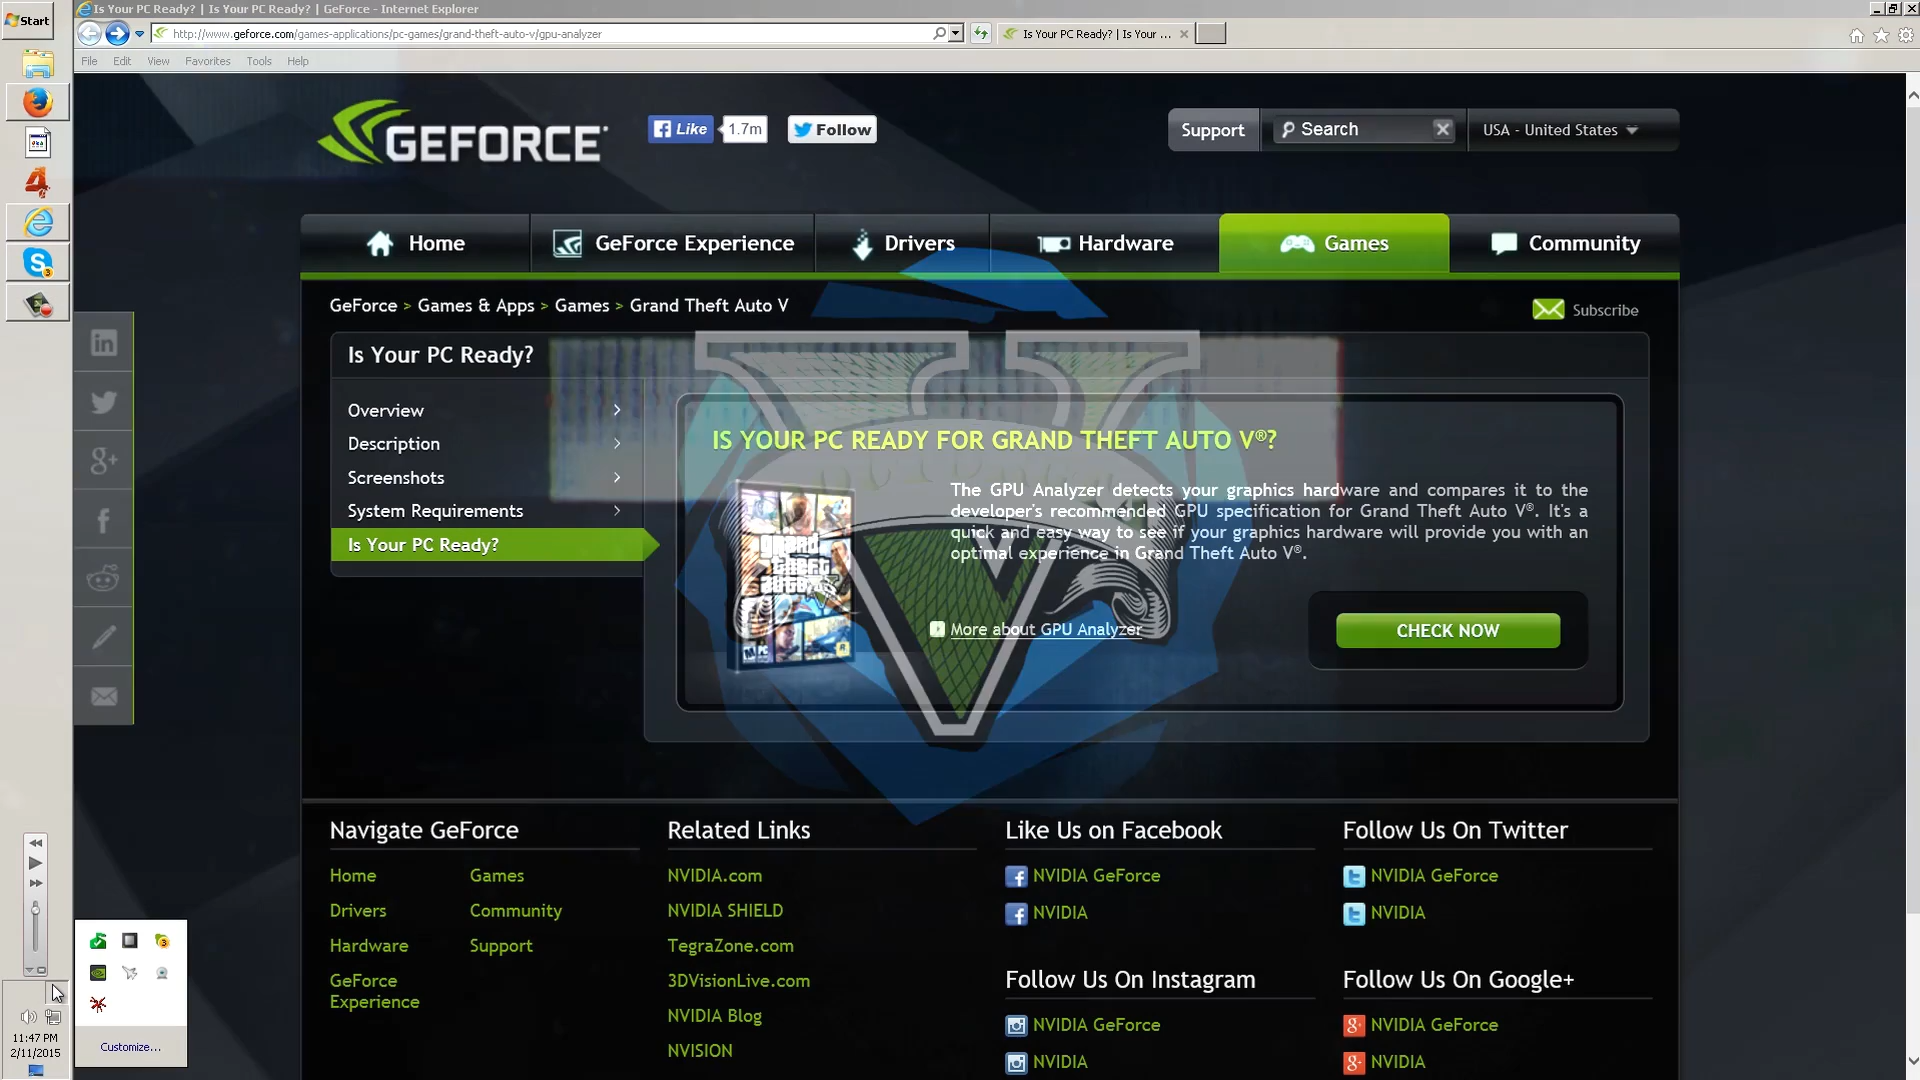 Start
Is Your PC Ready? | Is Your PC Ready? | GeForce - Internet Explorer
http://www.geforce.com/games-applications/pc-games/grand-theft-auto-v/gpu-analyzer
Is Your PC Ready? | Is Your ...
File Edit View Favorites Tools Help
GEFORCE
Like 1.7m
Follow
Support
Search
USA - United States
Home
GeForce Experience
Drivers
Hardware
Games
Community
GeForce > Games & Apps > Games > Grand Theft Auto V
Subscribe
Is Your PC Ready?
Overview
Description
Screenshots
System Requirements
Is Your PC Ready?
IS YOUR PC READY FOR GRAND THEFT AUTO V®?
The GPU Analyzer detects your graphics hardware and compares it to the
developer's recommended GPU specification for Grand Theft Auto V®. It's a
quick and easy way to see if your graphics hardware will provide you with an
optimal experience in Grand Theft Auto V®.
grand
theft
auto
V
More about GPU Analyzer
CHECK NOW
Navigate GeForce
Home
Drivers
Hardware
GeForce
Experience
Games
Community
Support
Related Links
NVIDIA.com
NVIDIA SHIELD
TegraZone.com
3DVisionLive.com
NVIDIA Blog
NVISION
Like Us on Facebook
NVIDIA GeForce
NVIDIA
Follow Us On Twitter
NVIDIA GeForce
NVIDIA
Follow Us On Instagram
NVIDIA GeForce
NVIDIA
Follow Us On Google+
NVIDIA GeForce
NVIDIA
Customize...
11:47 PM
2/11/2015